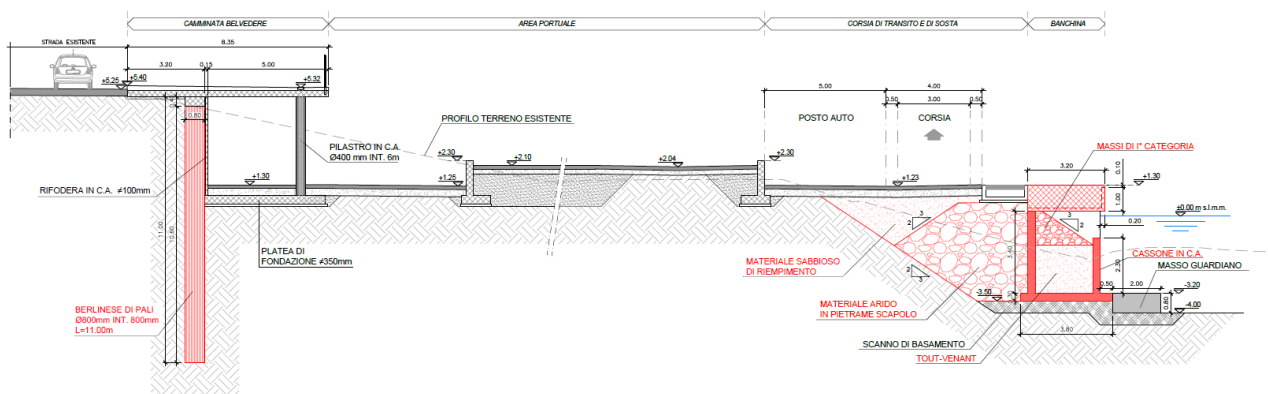 CAMMINATA BELVEDERE
AREA PORTUALE
CORSIA DI TRANSITO E DI SOSTA
BANCHINA
STRADA ESISTENTE
8.35
3.20
0.15
5.00
+5.25
+5.40
+5.32
0.60
11.00
10.60
PROFILO TERRENO ESISTENTE
PILASTRO IN C.A.
Ø400 mm INT. 6m
+1.30
+2.30
+1.25
+2.10
+2.04
+2.30
RIFODERA IN C.A. ≠100mm
PLATEA DI
FONDAZIONE ≠350mm
BERLINESE DI PALI
Ø600mm INT. 800mm
L=11.00m
5.00
4.00
0.50
3.00
0.50
POSTO AUTO
CORSIA
+1.23
MASSI DI I° CATEGORIA
3.20
0.10
+1.30
1.00
±0.00 m s.l.m.m.
0.20
3
2
3
2
3
2
MATERIALE SABBIOSO
DI RIEMPIMENTO
3.40
2.30
CASSONE IN C.A.
MASSO GUARDIANO
0.50
2.00
-3.20
0.80
-4.00
-3.50
.30
MATERIALE ARIDO
IN PIETRAME SCAPOLO
3.80
SCANNO DI BASAMENTO
TOUT-VENANT